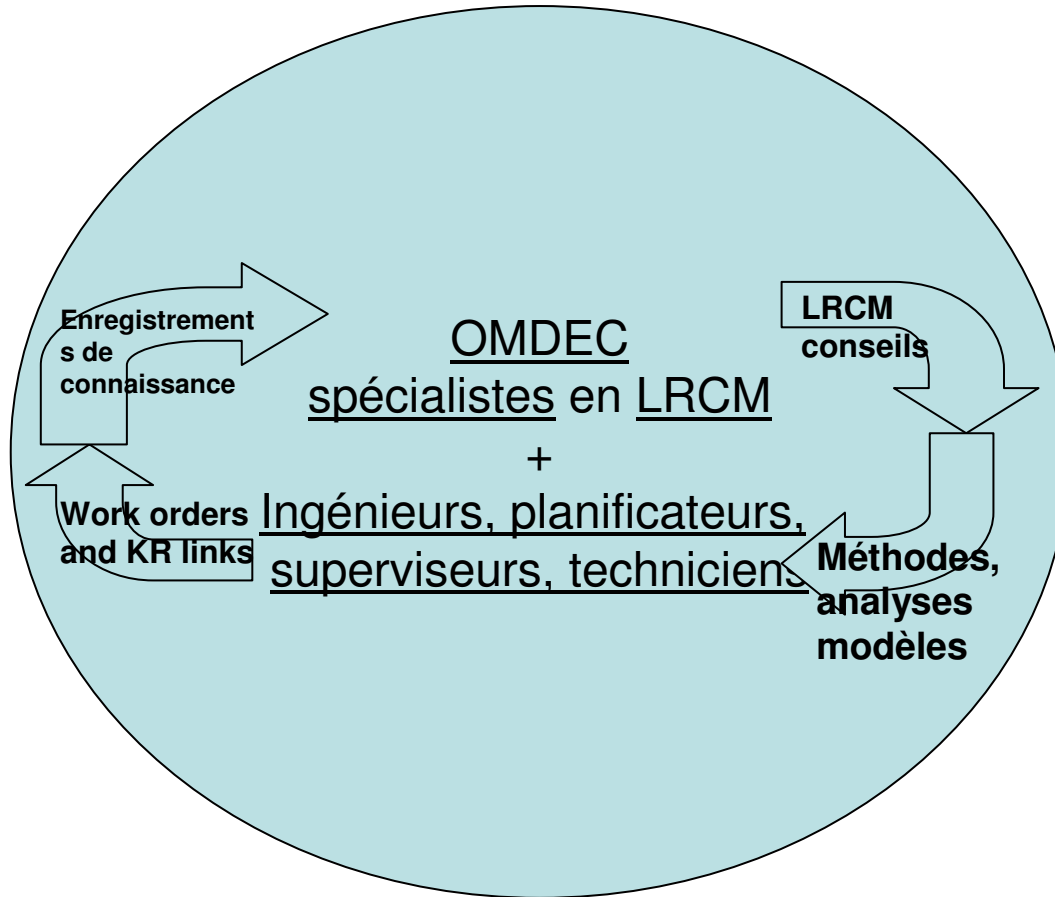 Enregistrement
s de
connaissance
LRCM
conseils
OMDEC
spécialistes en LRCM
+
Ingénieurs, planificateurs,
superviseurs, techniciens
Work orders
and KR links
Méthodes,
analyses
modèles